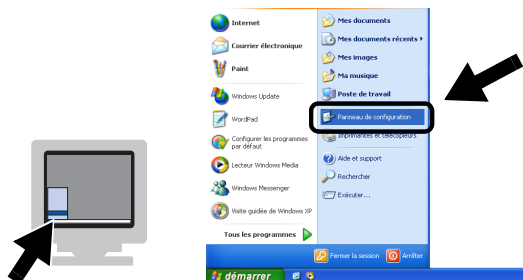 Internet
Courrier électronique
Paint
Windows Update
WordPad
Configurer les programmes
par défaut
Lecteur Windows Media
Windows Messenger
Visite guidée de Windows XP
Tous les programmes
Mes documents
Mes documents récents
Mes images
Ma musique
Poste de travail
Panneau de configuration
Imprimantes et télécopieurs
Aide et support
Rechercher
Exécuter...
Fermer la session
Arrêter
démarrer